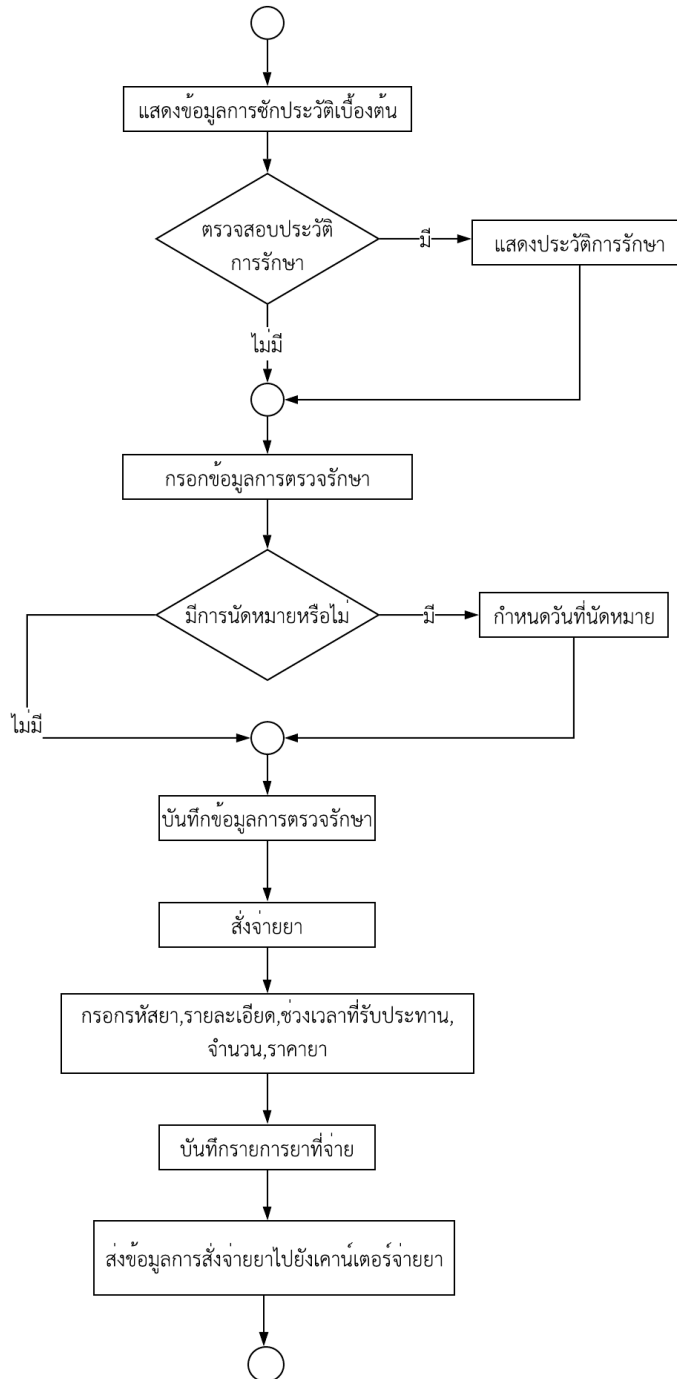 แสดงข้อมูลการซักประวัติเบื้องต้น
ตรวจสอบประวัติ
การรักษา
มี
แสดงประวัติการรักษา
ไม่มี
กรอกข้อมูลการตรวจรักษา
มีการนัดหมายหรือไม่
มี
กำหนดวันที่นัดหมาย
ไม่มี
บันทึกข้อมูลการตรวจรักษา
สั่งจ่ายยา
กรอกรหัสยา,รายละเอียด,ช่วงเวลาที่รับประทาน,
จำนวน,ราคายา
บันทึกรายการยาที่จ่าย
ส่งข้อมูลการสั่งจ่ายยาไปยังเคาน์เตอร์จ่ายยา